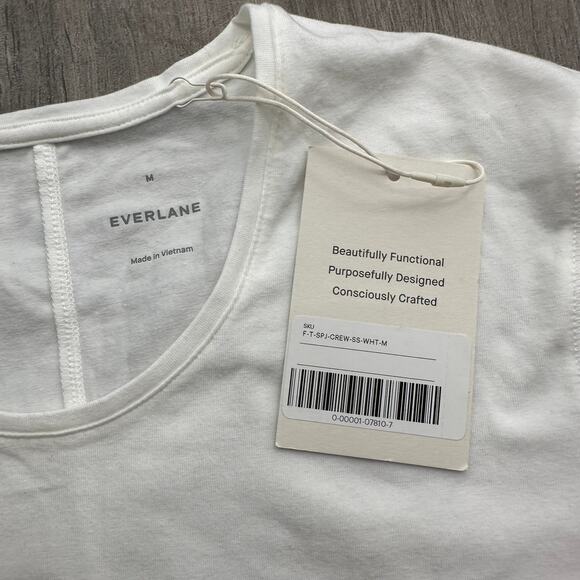 M
EVERLANE
Made in Vietnam
Beautifully Functional
Purposefully Designed
Consciously Crafted
SKU
F-T-SPJ-CREW-SS-WHT-M
0-00001-07810-7